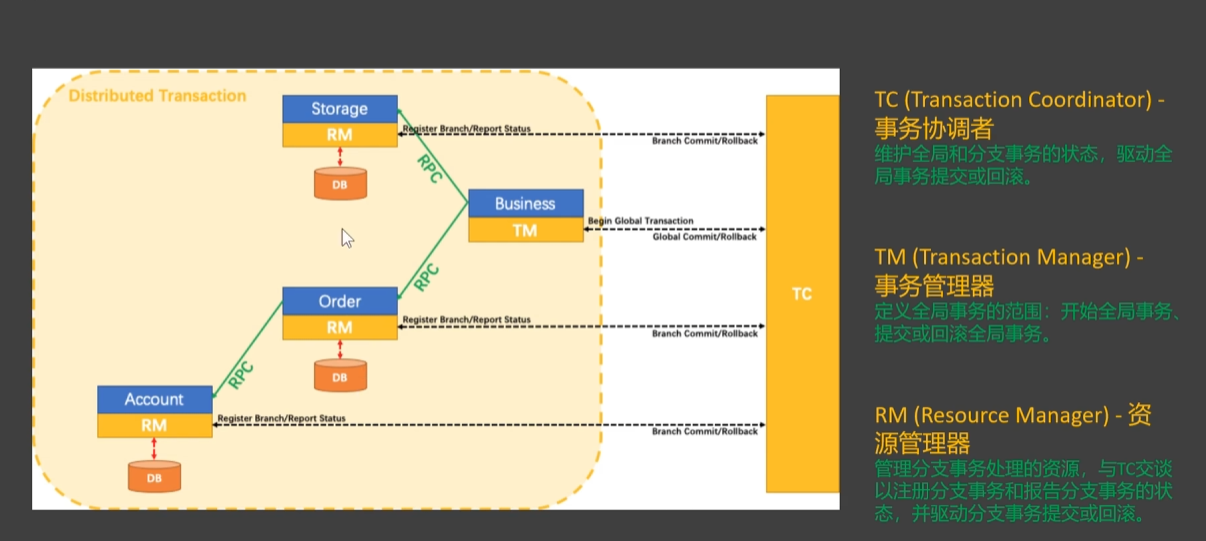 Distributed Transaction
Storage
RM
DB
Register Branch/Report Status
Branch Commit/Rollback
RPC
Business
TM
Begin Global Transaction
Global Commit/Rollback
RPC
Order
RM
DB
Register Branch/Report Status
Branch Commit/Rollback
RPC
Account
RM
DB
Register Branch/Report Status
Branch Commit/Rollback
TC
TC (Transaction Coordinator) -
事务协调者
维护全局和分支事务的状态，驱动全
局事务提交或回滚。
TM (Transaction Manager) -
事务管理器
定义全局事务的范围：开始全局事务、
提交或回滚全局事务。
RM (Resource Manager) - 资
源管理器
管理分支事务处理的资源，与TC交谈
以注册分支事务和报告分支事务的状
态，并驱动分支事务提交或回滚。